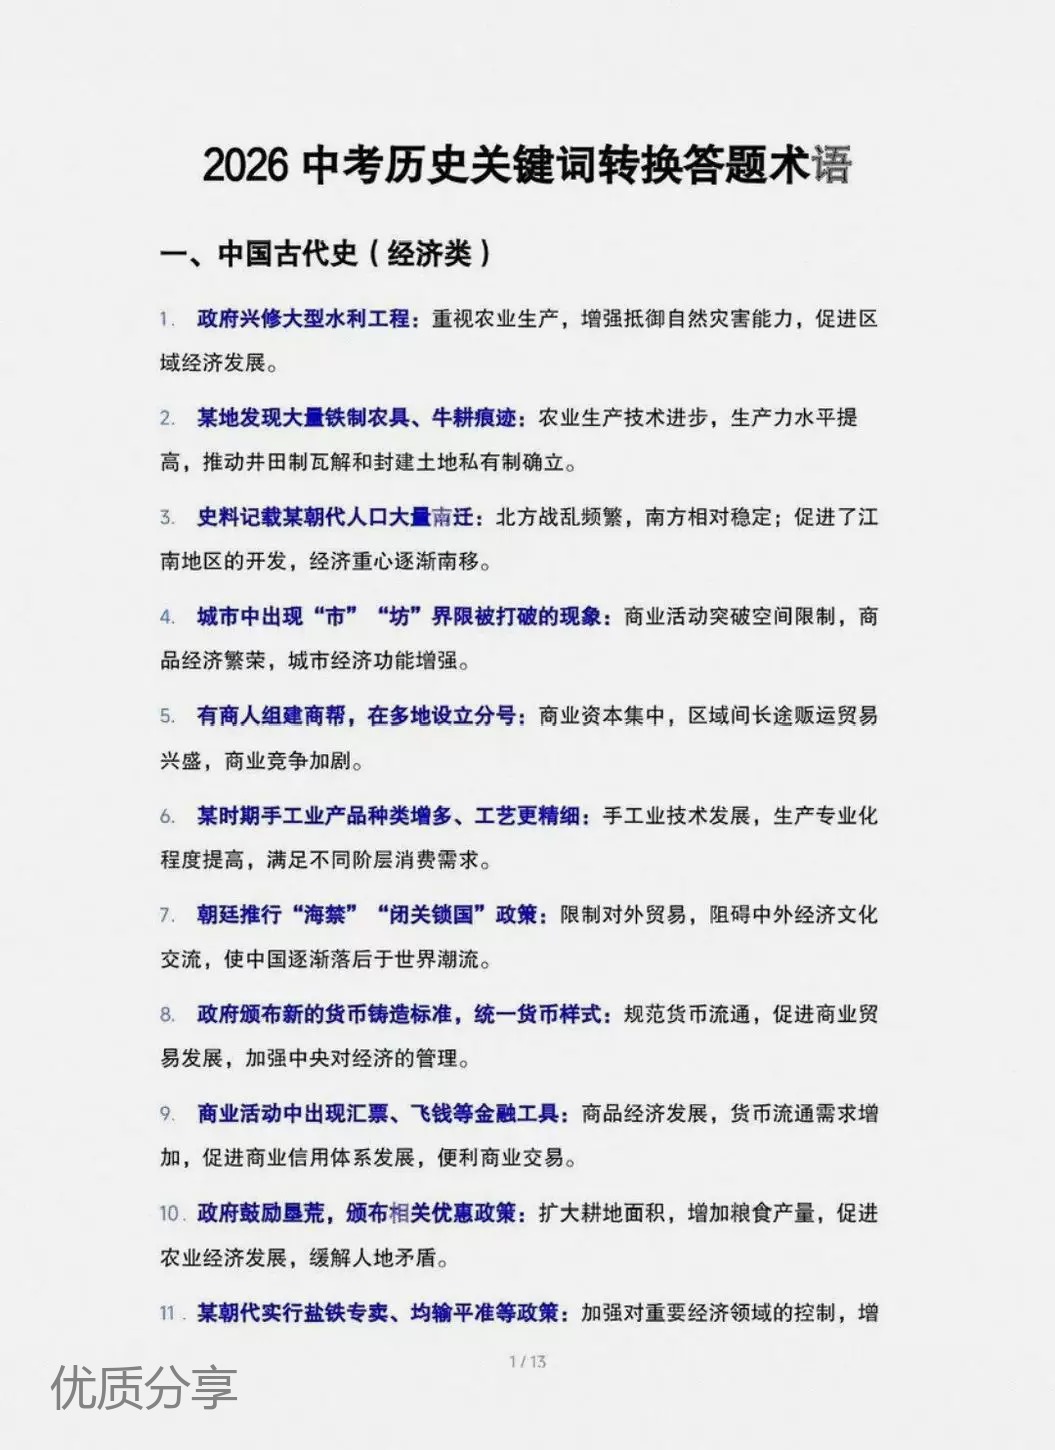 2026 中考历史关键词转换答题术语
一、中国古代史（经济类）
1. 政府兴修大型水利工程：重视农业生产，增强抵御自然灾害能力，促进区
域经济发展。
2. 某地发现大量铁制农具、牛耕痕迹：农业生产技术进步，生产力水平提
高，推动井田制瓦解和封建土地私有制确立。
3. 史料记载某朝代人口大量南迁：北方战乱频繁，南方相对稳定；促进了江
南地区的开发，经济重心逐渐南移。
4. 城市中出现“市”“坊”界限被打破的现象：商业活动突破空间限制，商
品经济繁荣，城市经济功能增强。
5. 有商人组建商帮，在多地设立分号：商业资本集中，区域间长途贩运贸易
兴盛，商业竞争加剧。
6. 某时期手工业产品种类增多、工艺更精细：手工业技术发展，生产专业化
程度提高，满足不同阶层消费需求。
7. 朝廷推行“海禁”“闭关锁国”政策：限制对外贸易，阻碍中外经济文化
交流，使中国逐渐落后于世界潮流。
8. 政府颁布新的货币铸造标准，统一货币样式：规范货币流通，促进商业贸
易发展，加强中央对经济的管理。
9. 商业活动中出现汇票、飞钱等金融工具：商品经济发展，货币流通需求增
加，促进商业信用体系发展，便利商业交易。
10. 政府鼓励垦荒，颁布相关优惠政策：扩大耕地面积，增加粮食产量，促进
农业经济发展，缓解人地矛盾。
11. 某朝代实行盐铁专卖、均输平准等政策：加强对重要经济领域的控制，增
1 / 13
优质分享